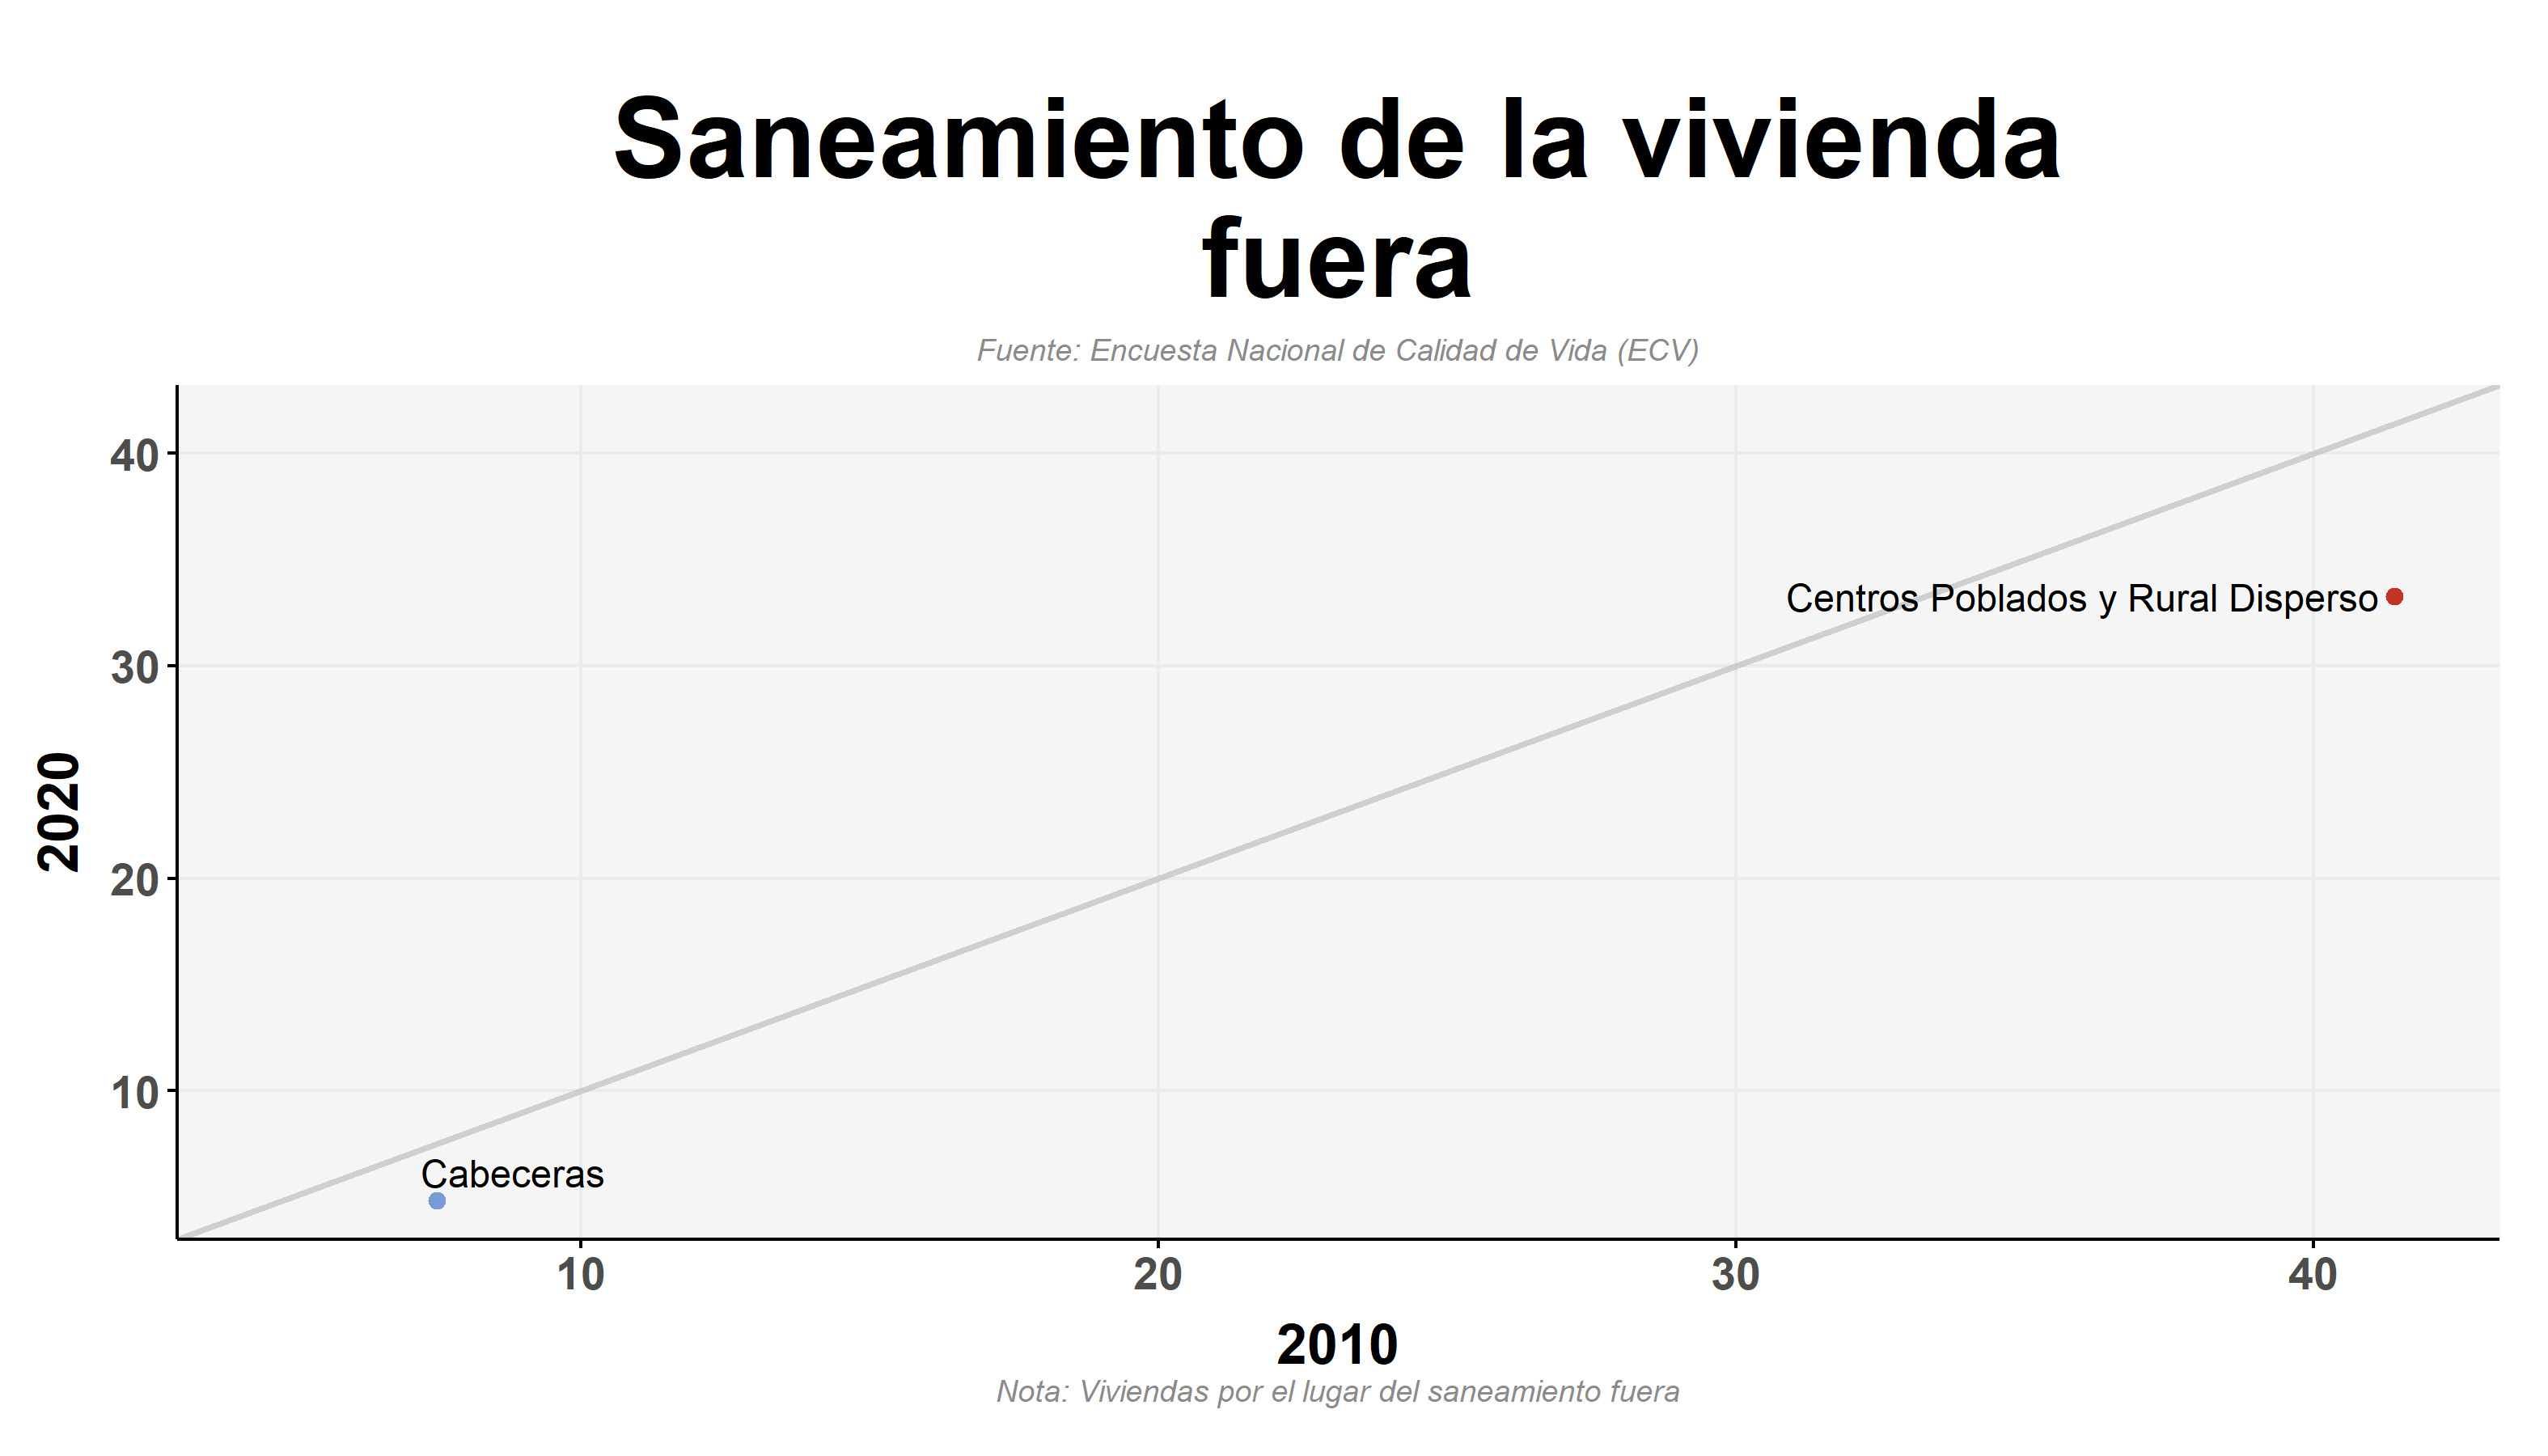 Saneamiento de la vivienda
fuera
Fuente: Encuesta Nacional de Calidad de Vida (ECV)
40
30
20
10
2020
Centros Poblados y Rural Disperso
Cabeceras
10
20
30
40
2010
Nota: Viviendas por el lugar del saneamiento fuera